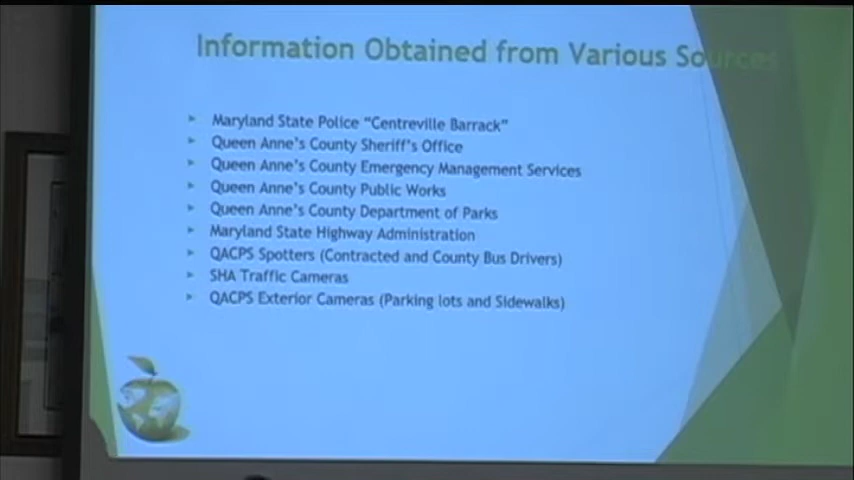 Information Obtained from Various Sources
Maryland State Police “Centreville Barrack”
Queen Anne’s County Sheriff’s Office
Queen Anne’s County Emergency Management Services
Queen Anne’s County Public Works
Queen Anne’s County Department of Parks
Maryland State Highway Administration
QACPS Spotters (Contracted and County Bus Drivers)
SHA Traffic Cameras
QACPS Exterior Cameras (Parking lots and Sidewalks)